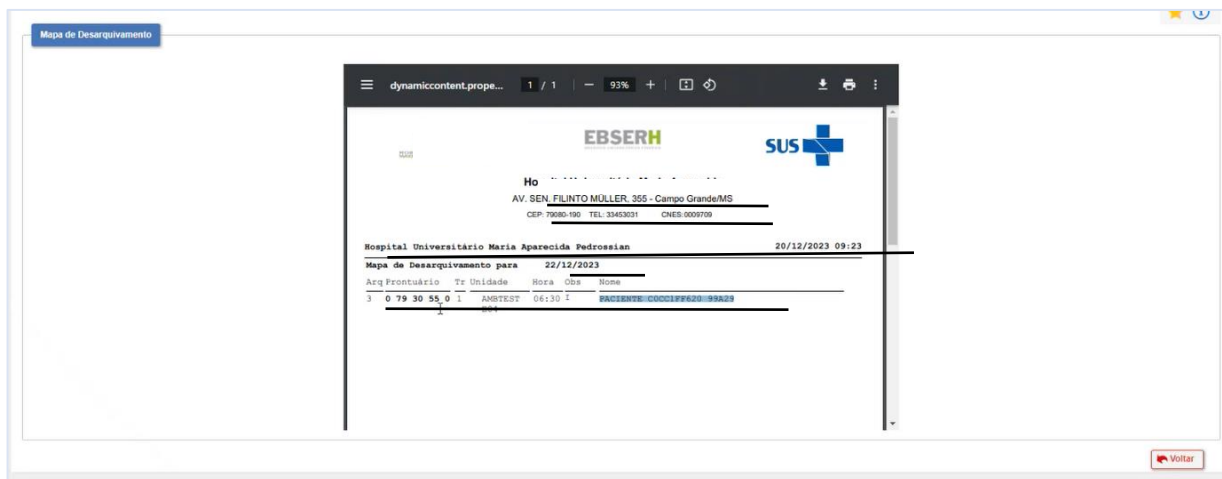 Mapa de Desarquivamento
dynamiccontent.prope... 1 / 1 93%
EBSERH
SUS
Ho
AV. SEN. FILINTO MÜLLER, 355 - Campo Grande/MS
CEP: 79080-190 TEL: 33453031 CNES:0009709
Hospital Universitário Maria Aparecida Pedrossian 20/12/2023 09:23
Mapa de Desarquivamento para 22/12/2023
Arq Prontuário Tr Unidade Hora Obs Nome
3 0 79 30 55 0 1 AMBTEST 06:30 I PACIENTE COCCIFF620 99A29
Voltar